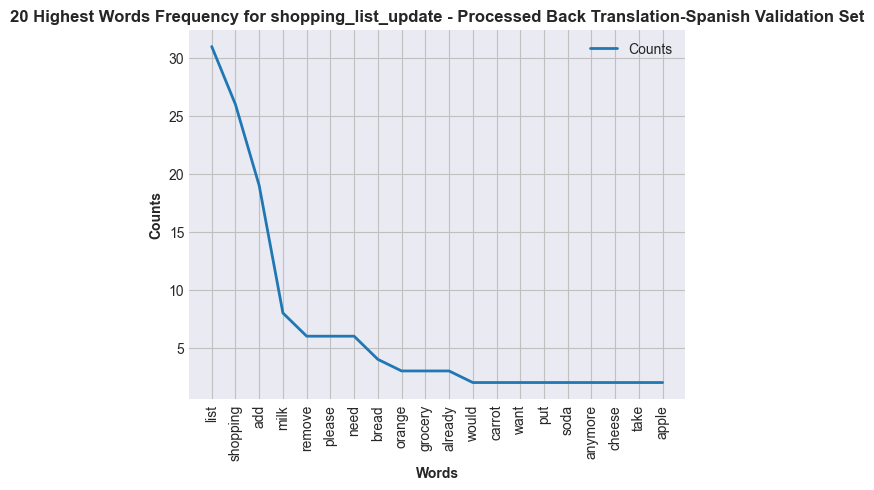 20 Highest Words Frequency for shopping_list_update - Processed Back Translation-Spanish Validation Set
Counts
30
25
20
15
10
5
Counts
list
shopping
add
milk
remove
please
need
bread
orange
grocery
already
would
carrot
want
put
soda
anymore
cheese
take
apple
Words